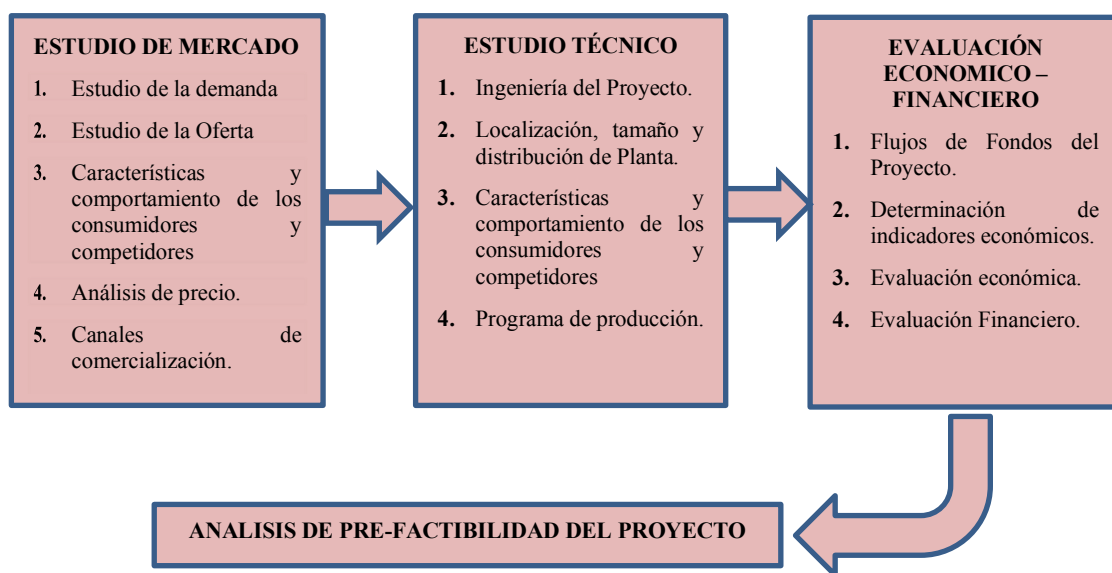 ESTUDIO DE MERCADO
1. Estudio de la demanda
2. Estudio de la Oferta
3. Características y
comportamiento de los
consumidores y
competidores
4. Análisis de precio.
5. Canales de
comercialización.
ESTUDIO TÉCNICO
1. Ingeniería del Proyecto.
2. Localización, tamaño y
distribución de Planta.
3. Características y
comportamiento de los
consumidores y
competidores
4. Programa de producción.
EVALUACIÓN
ECONOMICO –
FINANCIERO
1. Flujos de Fondos del
Proyecto.
2. Determinación de
indicadores económicos.
3. Evaluación económica.
4. Evaluación Financiero.
ANALISIS DE PRE-FACTIBILIDAD DEL PROYECTO